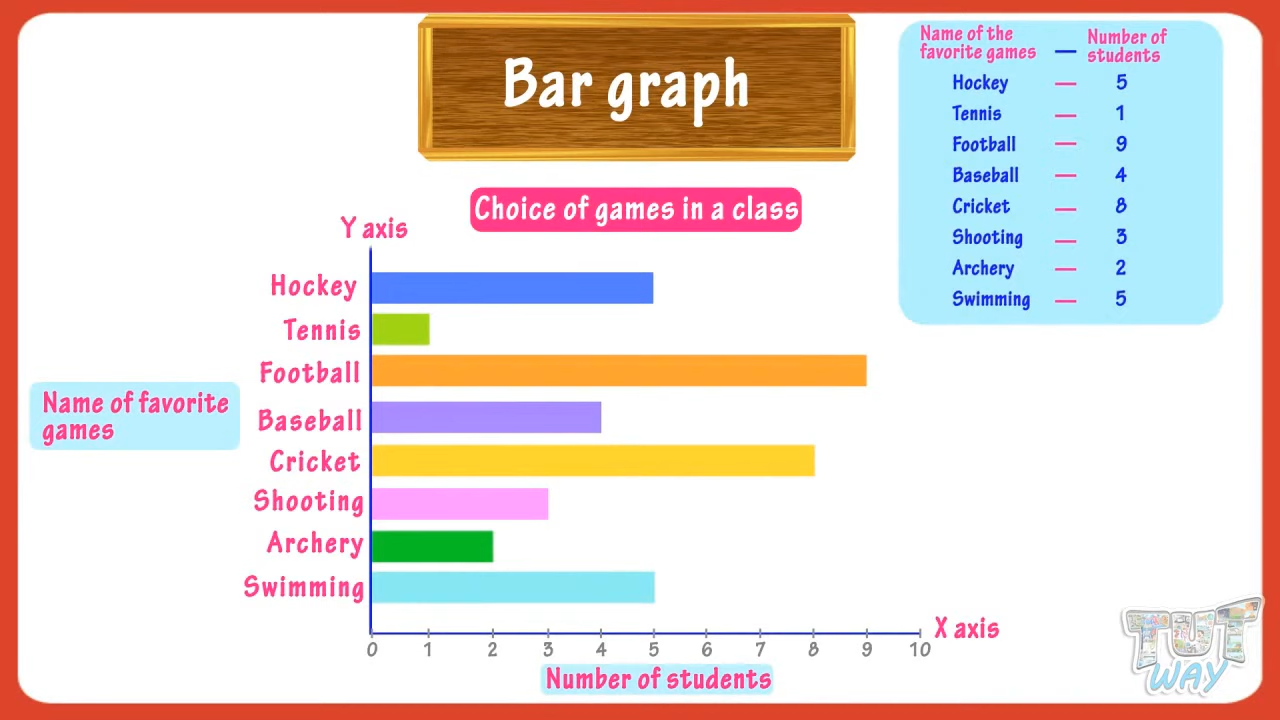 Bar graph
Name of the favorite games — Number of students
Hockey — 5
Tennis — 1
Football — 9
Baseball — 4
Cricket — 8
Shooting — 3
Archery — 2
Swimming — 5
Choice of games in a class
Y axis
Hockey
Tennis
Football
Name of favorite
games
Baseball
Cricket
Shooting
Archery
Swimming
0 1 2 3 4 5 6 7 8 9 10
X axis
Number of students
TUT
WAY